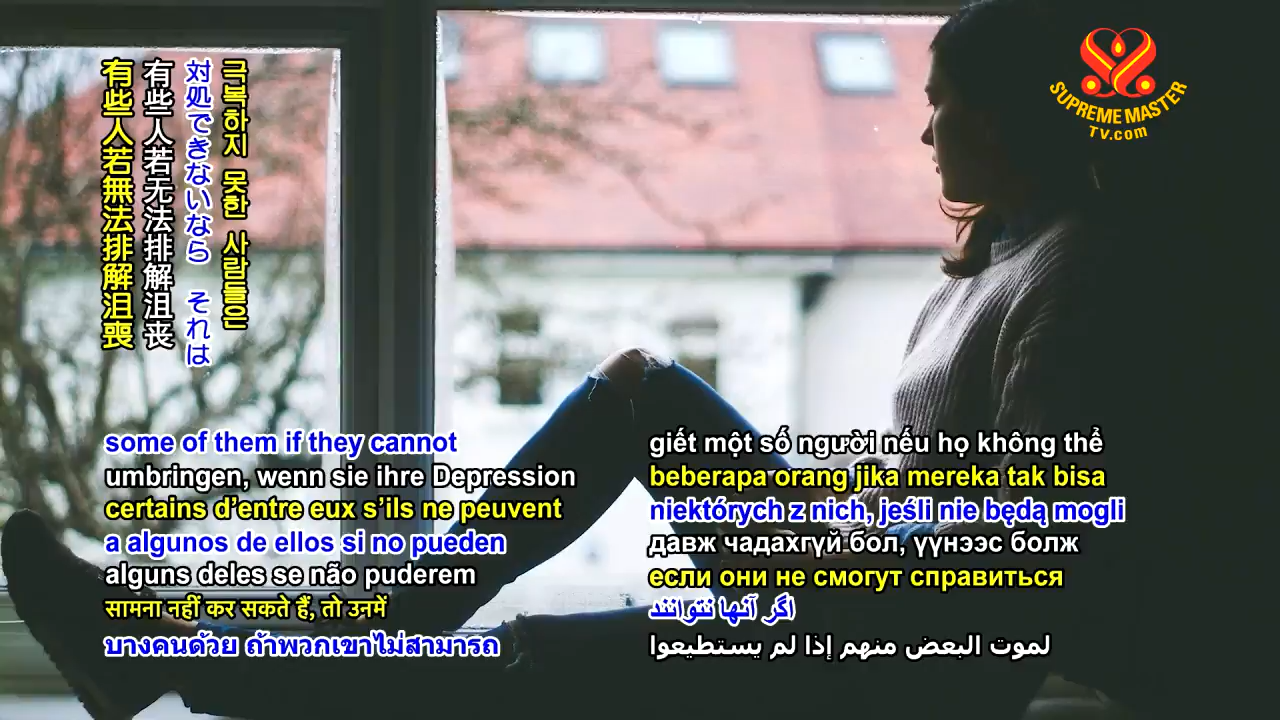 有些人若無法排解沮喪
有些人若无法排解沮丧
対処できないなら それは
극복하지 못한 사람들은
SUPREME MASTER
TV.com
some of them if they cannot
umbringen, wenn sie ihre Depression
certains d’entre eux s’ils ne peuvent
a algunos de ellos si no pueden
alguns deles se não puderem
सामना नहीं कर सकते हैं, तो उनमें
บางคนด้วย ถ้าพวกเขาไม่สามารถ
giết một số người nếu họ không thể
beberapa orang jika mereka tak bisa
niektórych z nich, jeśli nie będą mogli
давж чадахгүй бол, үүнээс болж
если они не смогут справиться
اگر آنها نتوانند
لموت البعض منهم إذا لم يستطيعوا